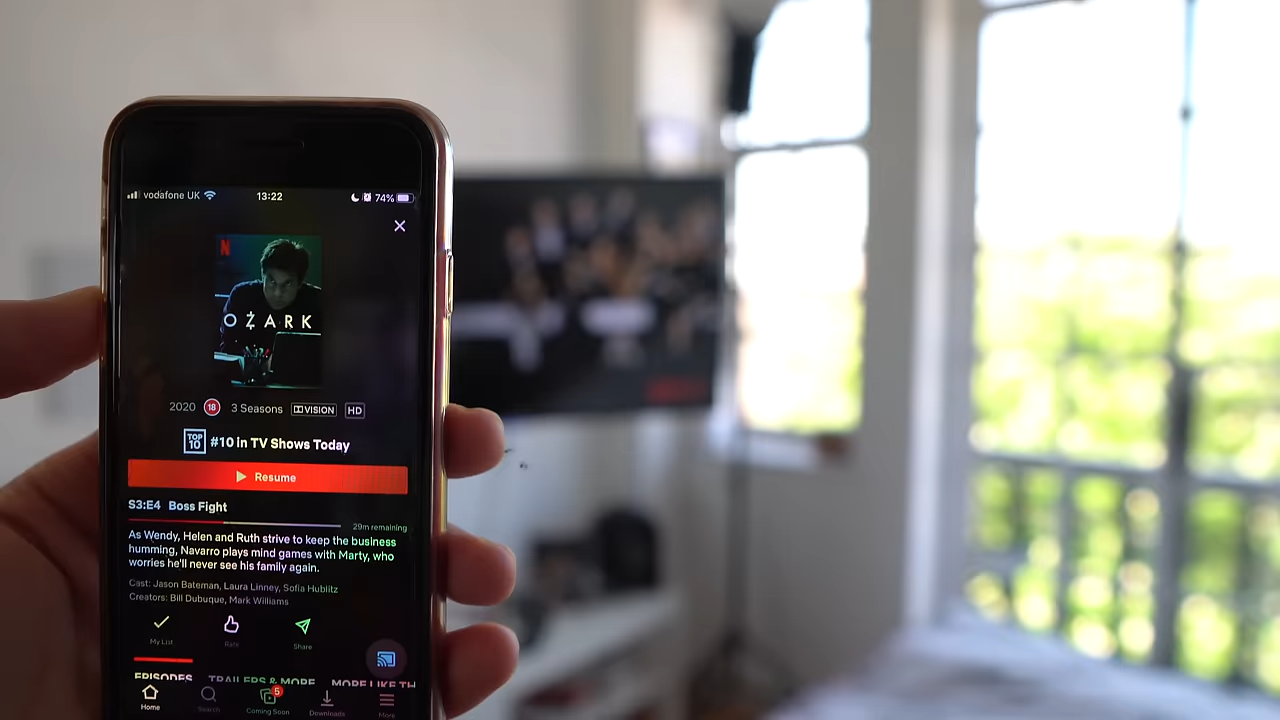 vodafone UK 13:22 74%
N
OZARK
2020 18 3 Seasons VISION HD
TOP 10 #10 in TV Shows Today
Resume
S3:E4 Boss Fight
29m remaining
As Wendy, Helen and Ruth strive to keep the business
humming, Navarro plays mind games with Marty, who
worries he'll never see his family again.
Cast: Jason Bateman, Laura Linney, Sofia Hublitz
Creators: Bill Dubuque, Mark Williams
My List Rate Share
EPISODES TRAILERS & MORE MORE LIKE TH
5
Home Search Coming Soon Downloads More